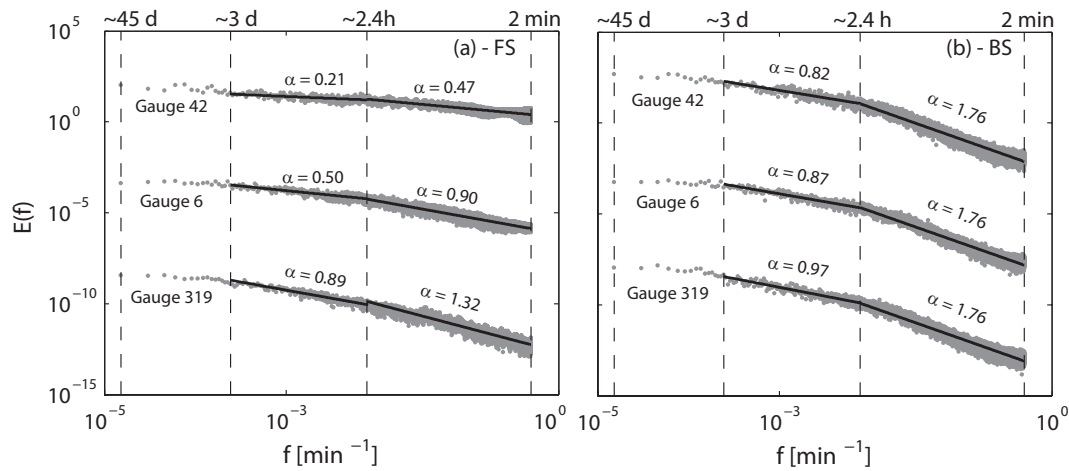 ~45 d ~3 d ~2.4h 2 min ~45 d ~3 d ~2.4 h 2 min
10^5
(a) - FS
(b) - BS
α = 0.21 α = 0.47
Gauge 42
α = 0.82
Gauge 42
α = 1.76
10^0
α = 0.50 α = 0.90
Gauge 6
α = 0.87
Gauge 6
α = 1.76
10^-5
E(f)
α = 0.89 α = 1.32
Gauge 319
α = 0.97
Gauge 319
α = 1.76
10^-10
10^-15
10^-5 10^-3 10^0 10^-5 10^-3 10^0
f [min ^-1] f [min ^-1]